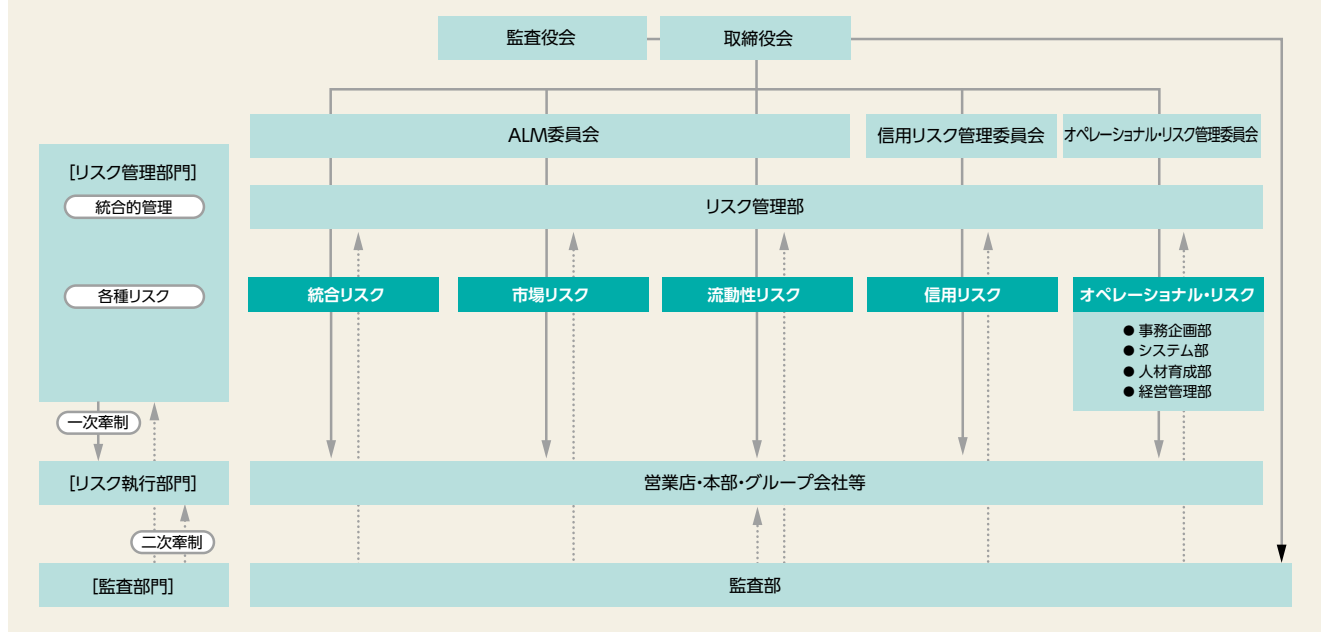 監査役会
取締役会
ALM委員会
信用リスク管理委員会
オペレーショナル・リスク管理委員会
[リスク管理部門]
統合的管理
リスク管理部
各種リスク
統合リスク
市場リスク
流動性リスク
信用リスク
オペレーショナル・リスク
● 事務企画部
● システム部
● 人材育成部
● 経営管理部
一次牽制
[リスク執行部門]
営業店・本部・グループ会社等
二次牽制
[監査部門]
監査部